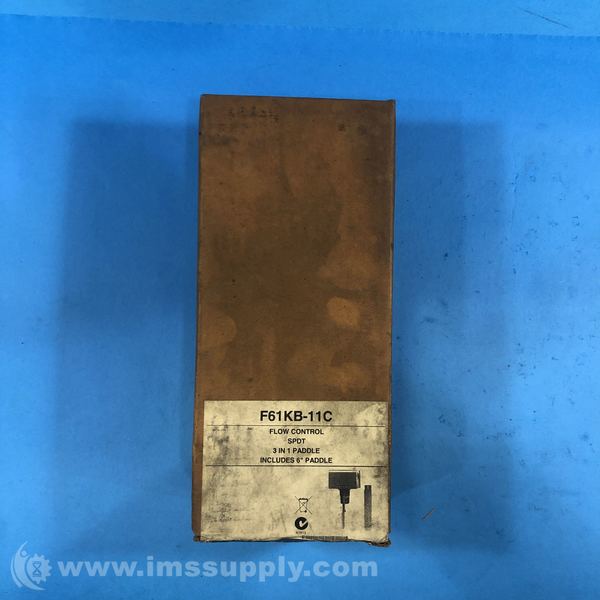 F61KB-11C
FLOW CONTROL
SPDT
3 IN 1 PADDLE
INCLUDES 6" PADDLE
www.imssupply.com